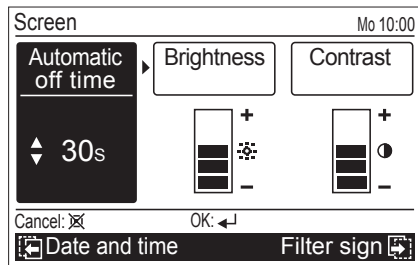 Screen Mo 10:00
Automatic off time
Brightness
Contrast
30s
+ +
– –
Cancel: OK:
Date and time Filter sign